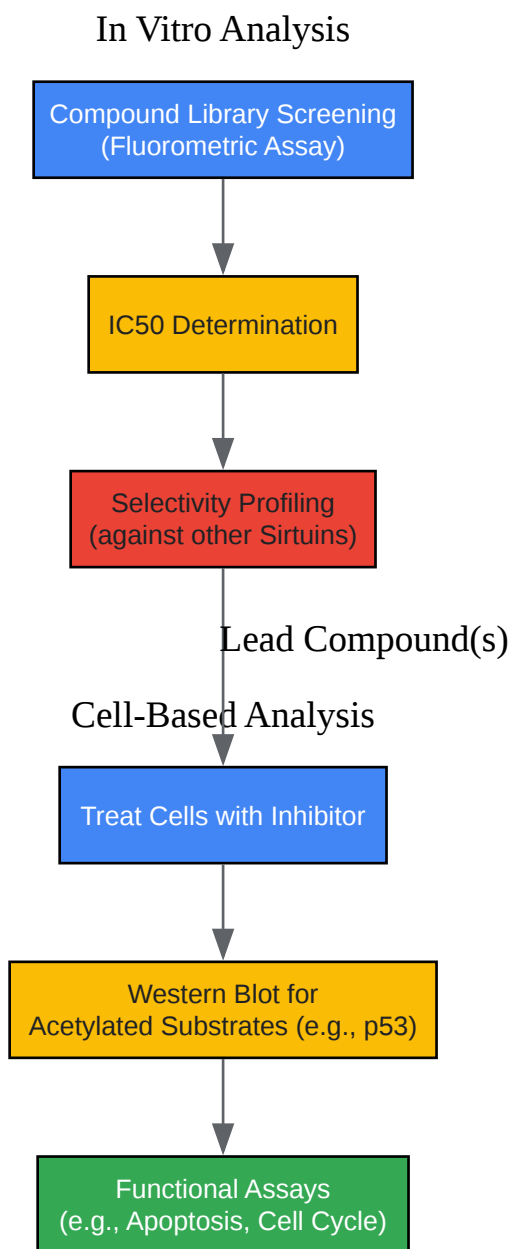 In Vitro Analysis
Compound Library Screening
(Fluorometric Assay)
IC50 Determination
Selectivity Profiling
(against other Sirtuins)
Lead Compound(s)
Cell-Based Analysis
Treat Cells with Inhibitor
Western Blot for
Acetylated Substrates (e.g., p53)
Functional Assays
(e.g., Apoptosis, Cell Cycle)